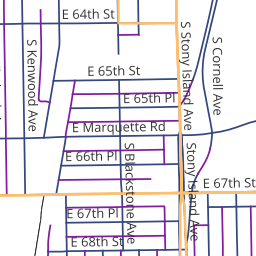 E 64th St
S Stony Island Ave
S Cornell Ave
S Kenwood Ave
E 65th St
E 65th Pl
E Marquette Rd
S Blackstone Ave
Stony Island Ave
E 66th Pl
E 67th St
E 67th Pl
E 68th St